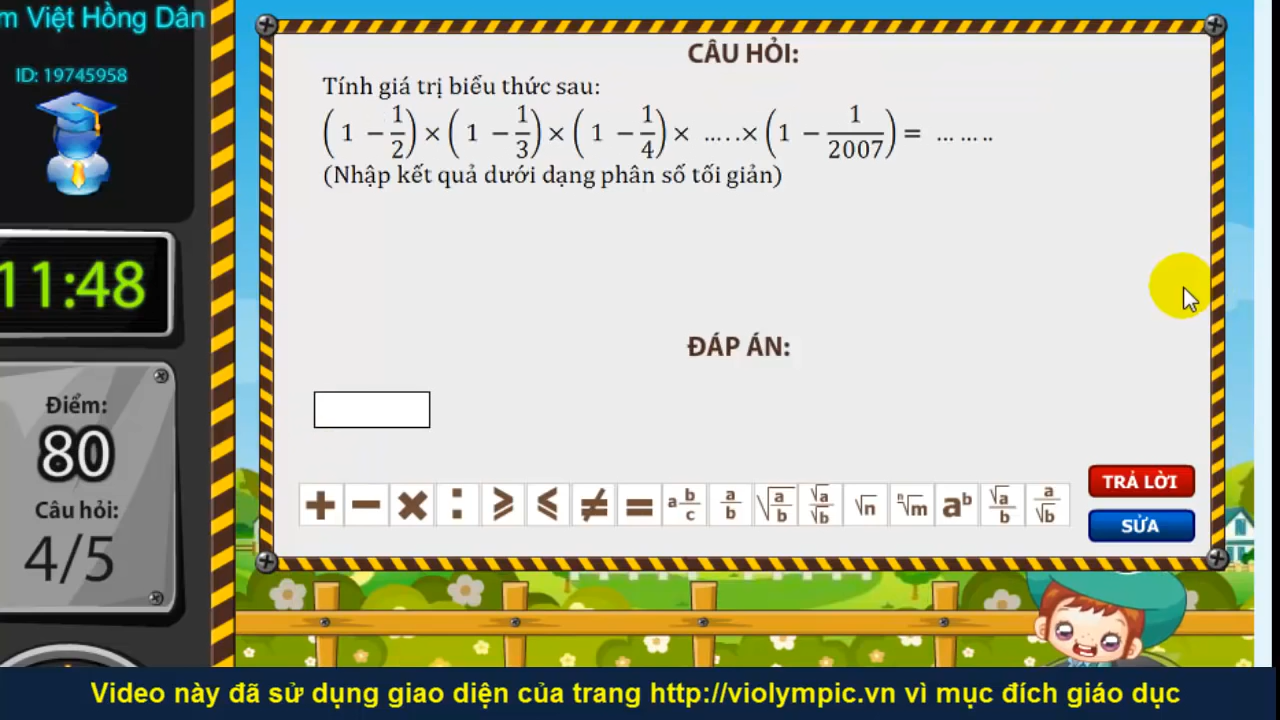 m Việt Hồng Dân
ID: 19745958
11:48
Điểm:
80
Câu hỏi:
4/5
CÂU HỎI:
Tính giá trị biểu thức sau:
(1 − 1/2) × (1 − 1/3) × (1 − 1/4) × ..... × (1 − 1/2007) = ... ... ..
(Nhập kết quả dưới dạng phân số tối giản)
ĐÁP ÁN:
+ − × : ⩾ ⩽ ≠ = a b/c a/b √(a/b) √a/√b √n ⁿ√m aᵇ √a/b a/√b
TRẢ LỜI
SỬA
Video này đã sử dụng giao diện của trang http://violympic.vn vì mục đích giáo dục